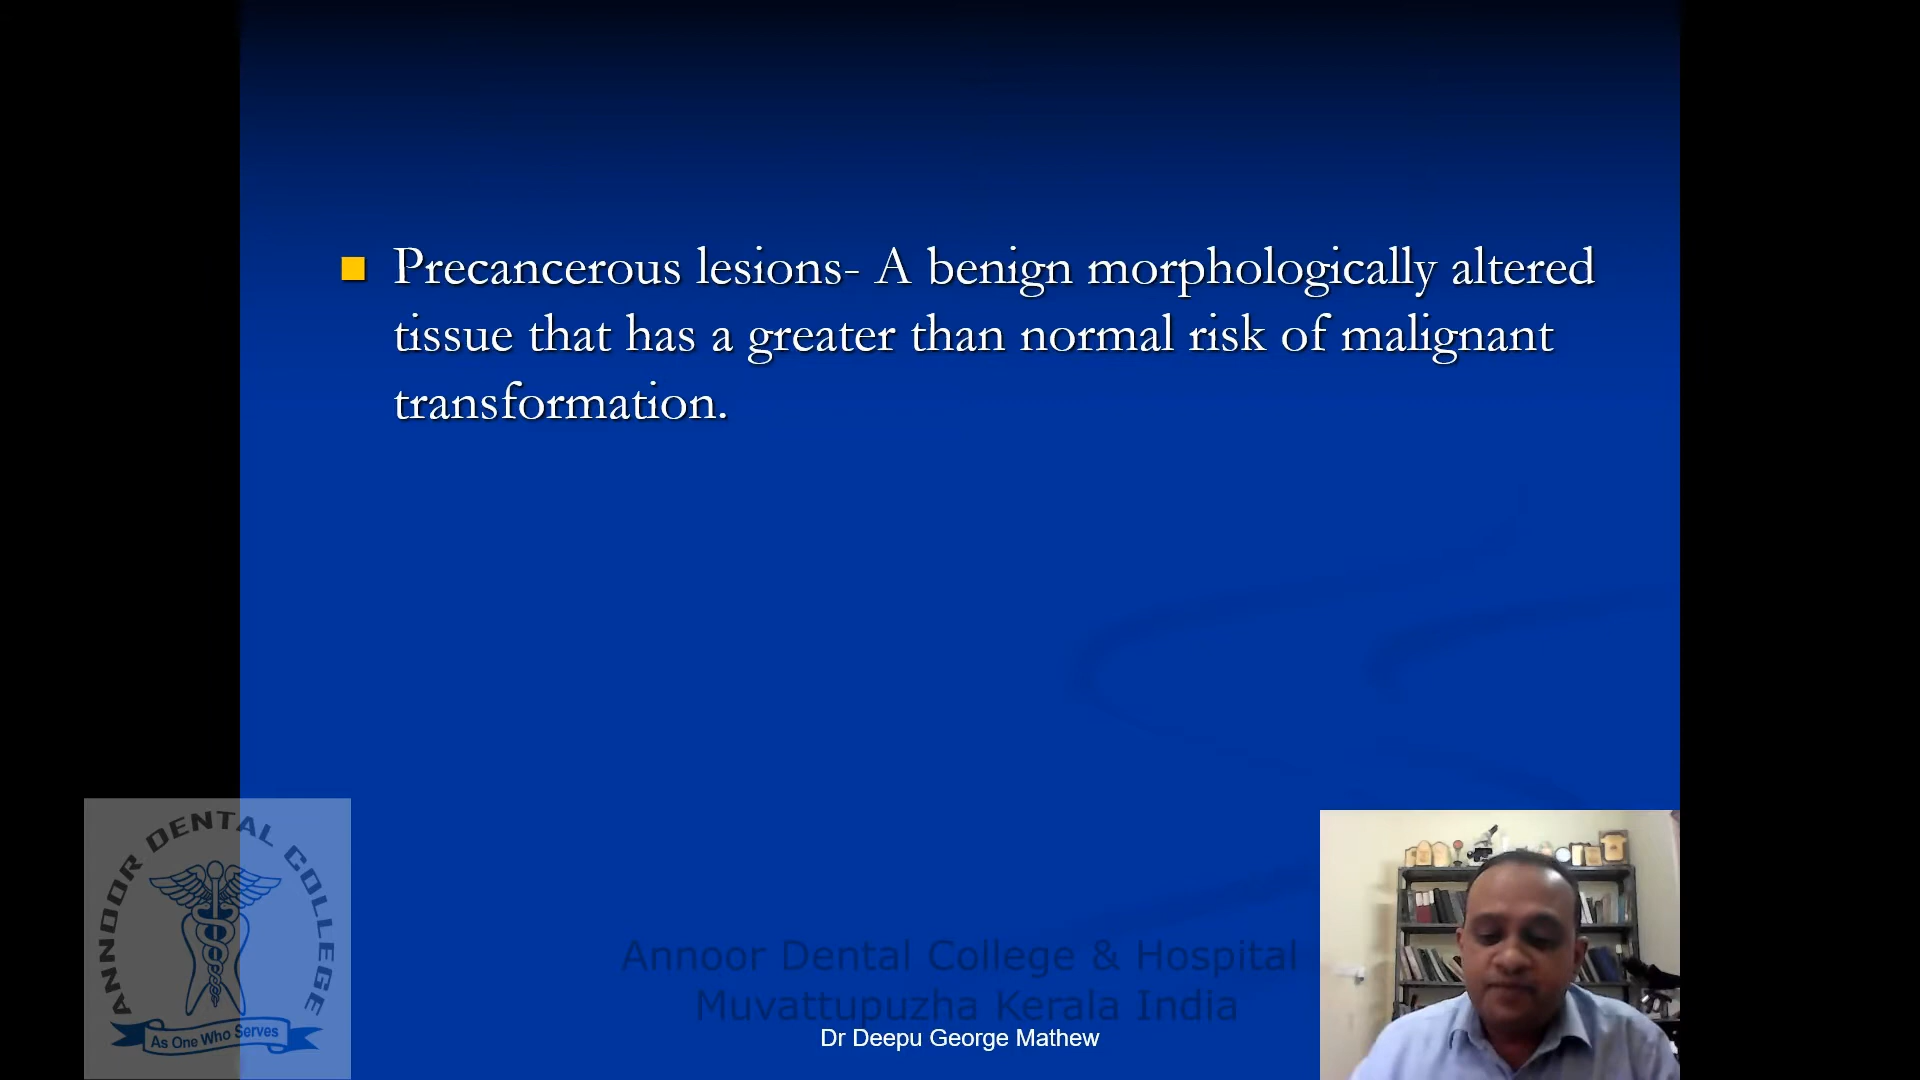 Precancerous lesions- A benign morphologically altered
tissue that has a greater than normal risk of malignant
transformation.
ANNOOR DENTAL COLLEGE
As One Who Serves
Annoor Dental College & Hospital
Muvattupuzha Kerala India
Dr Deepu George Mathew